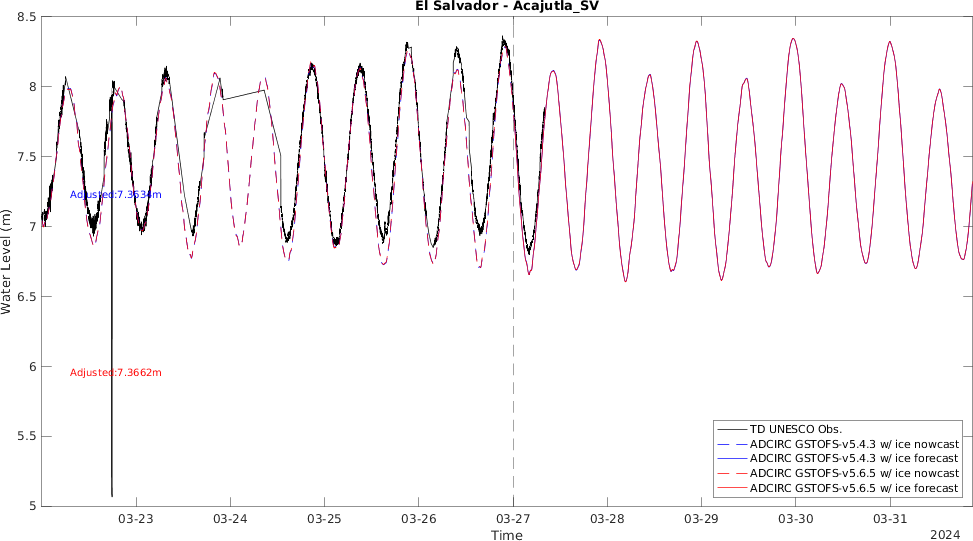 El Salvador - Acajutla_SV
8.5
8
7.5
7
6.5
6
5.5
5
Water Level (m)
Adjusted:7.3534m
Adjusted:7.3662m
TD UNESCO Obs.
ADCIRC GSTOFS-v5.4.3 w/ ice nowcast
ADCIRC GSTOFS-v5.4.3 w/ ice forecast
ADCIRC GSTOFS-v5.6.5 w/ ice nowcast
ADCIRC GSTOFS-v5.6.5 w/ ice forecast
03-23 03-24 03-25 03-26 03-27 03-28 03-29 03-30 03-31
Time
2024